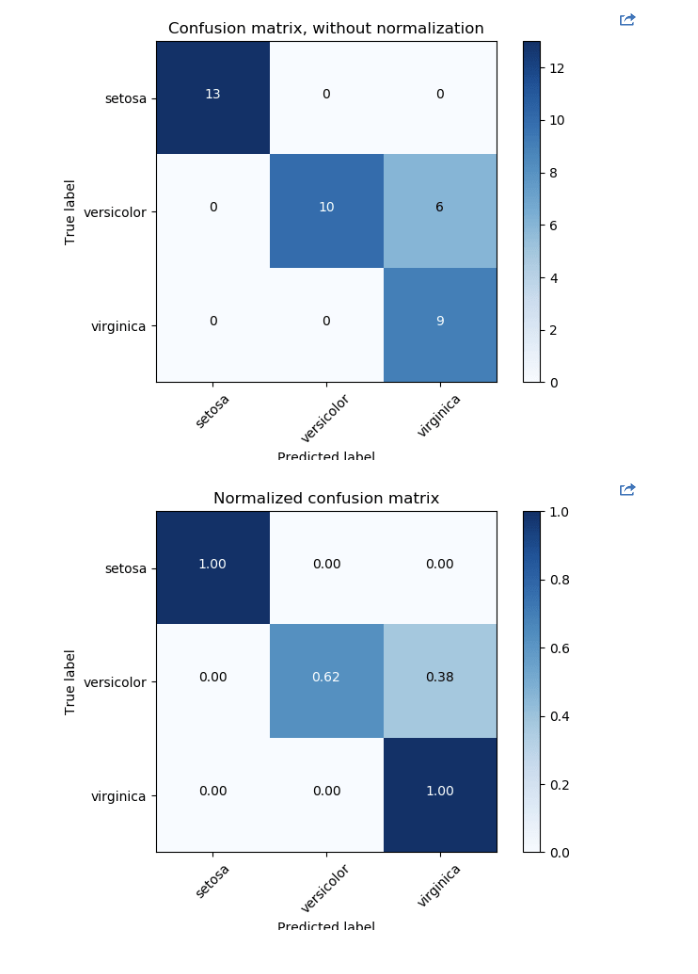 Confusion matrix, without normalization
setosa 13 0 0
versicolor 0 10 6
virginica 0 0 9
True label
setosa versicolor virginica
Predicted label
12
10
8
6
4
2
0
Normalized confusion matrix
setosa 1.00 0.00 0.00
versicolor 0.00 0.62 0.38
virginica 0.00 0.00 1.00
True label
setosa versicolor virginica
Predicted label
1.0
0.8
0.6
0.4
0.2
0.0